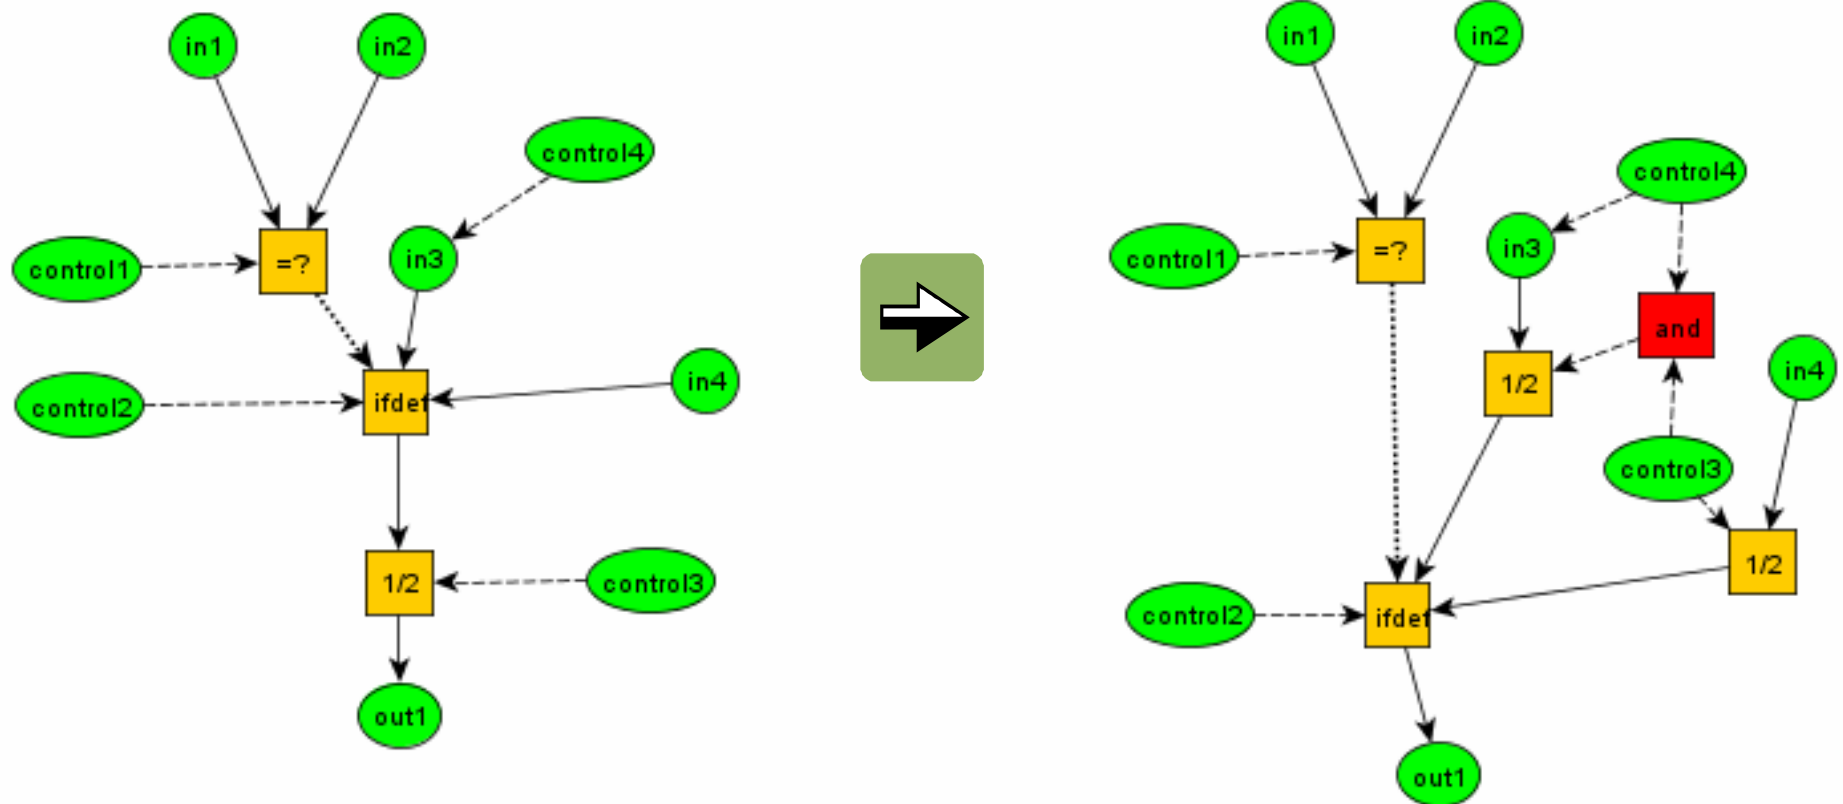 in1
in2
control4
control1
=?
in3
control2
ifdef
in4
1/2
control3
out1
in1
in2
control4
control1
=?
in3
and
1/2
in4
control3
1/2
control2
ifdef
out1